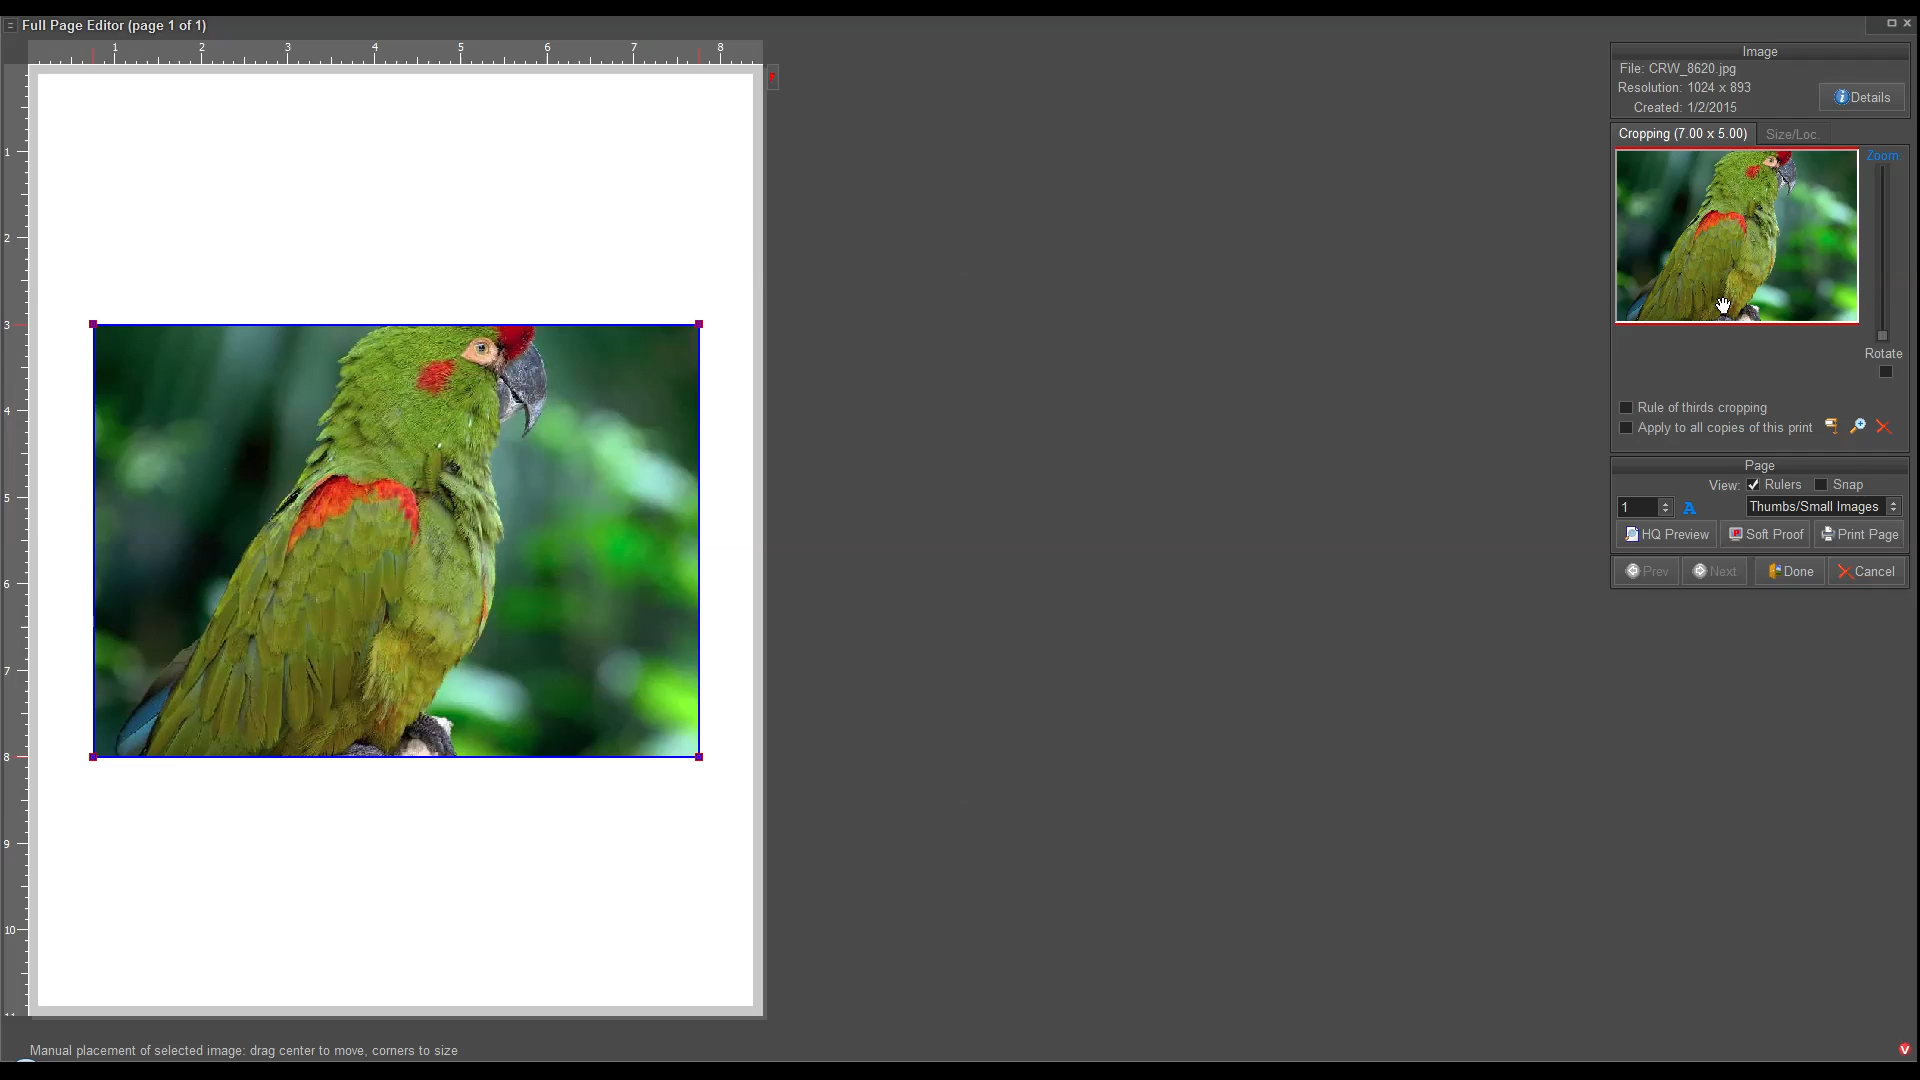 Full Page Editor (page 1 of 1)
1 2 3 4 5 6 7 8
1
2
3
4
5
6
7
8
9
10
Image
File: CRW_8620.jpg
Resolution: 1024 x 893
Created: 1/2/2015
Details
Cropping (7.00 x 5.00) Size/Loc.
Zoom:
Rotate
Rule of thirds cropping
Apply to all copies of this print
Page
View: Rulers Snap
1 A Thumbs/Small Images
HQ Preview Soft Proof Print Page
Prev Next Done Cancel
Manual placement of selected image: drag center to move, corners to size
V